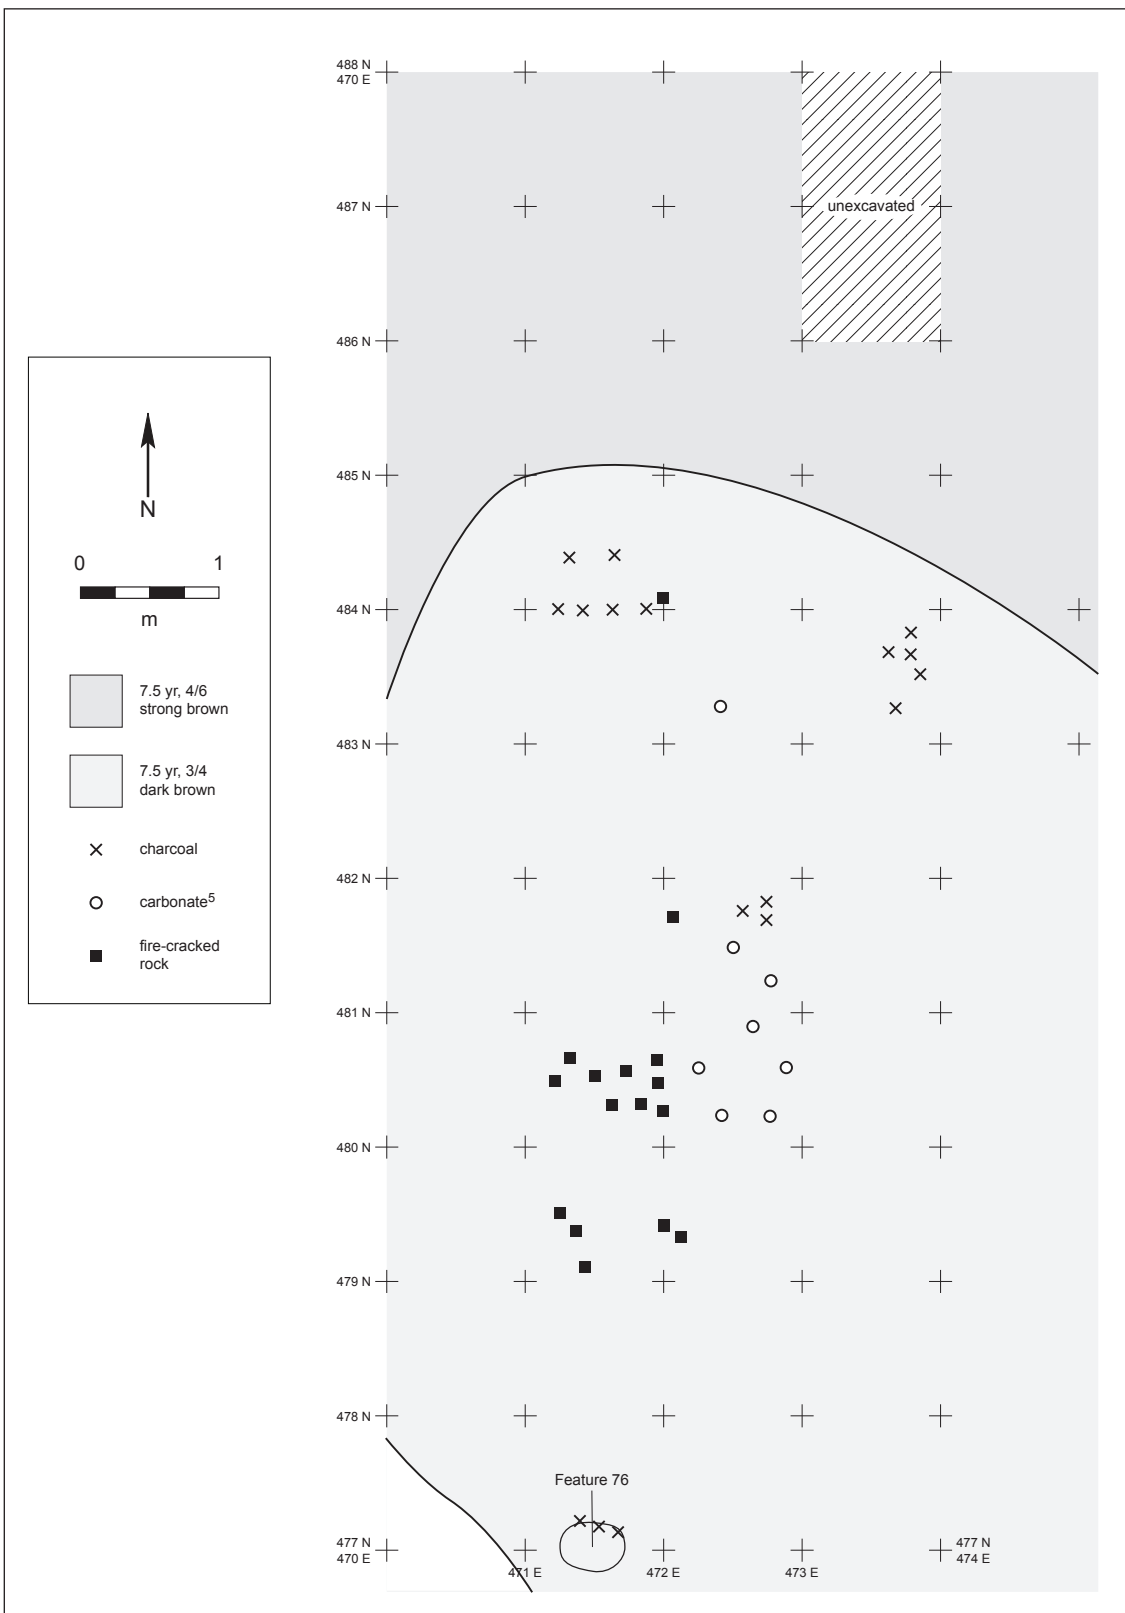 488 N
470 E
487 N
unexcavated
486 N
485 N
484 N
483 N
482 N
481 N
480 N
479 N
478 N
Feature 76
477 N
470 E
477 N
474 E
471 E
472 E
473 E
N
0
1
m
7.5 yr, 4/6
strong brown
7.5 yr, 3/4
dark brown
charcoal
carbonate5
fire-cracked
rock